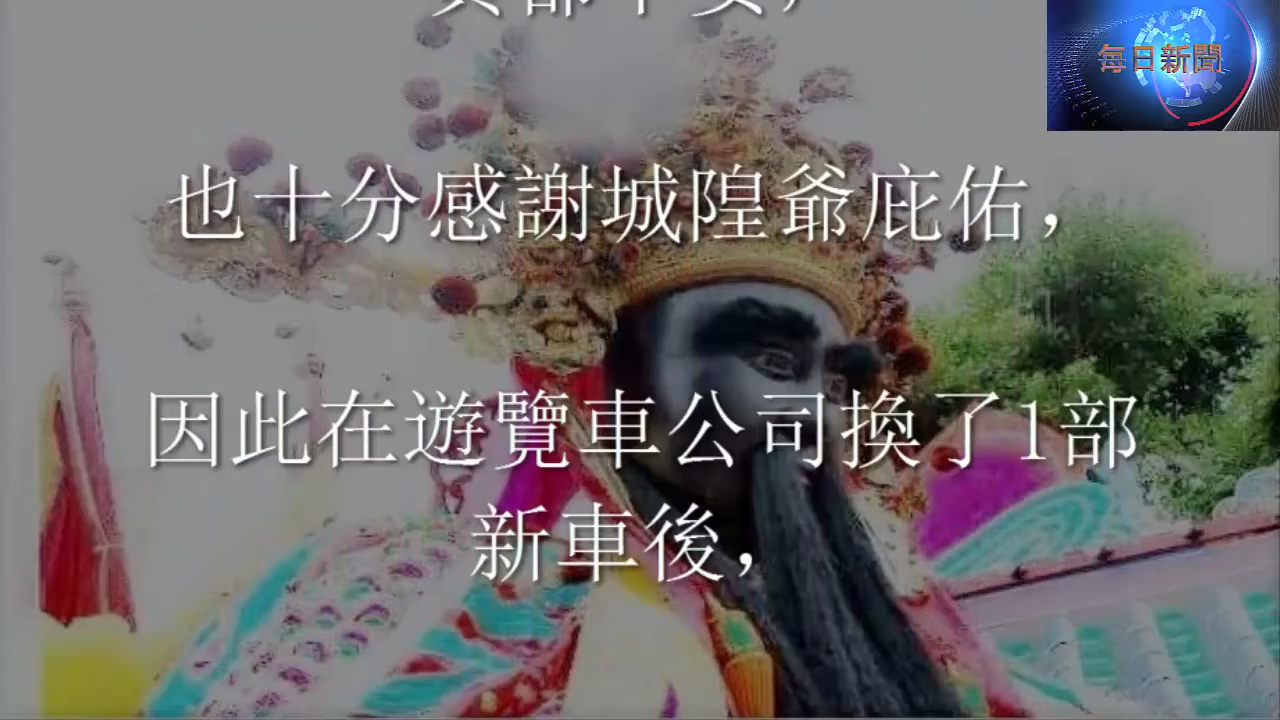 每日新聞
也十分感謝城隍爺庇佑，
因此在遊覽車公司換了1部
新車後，